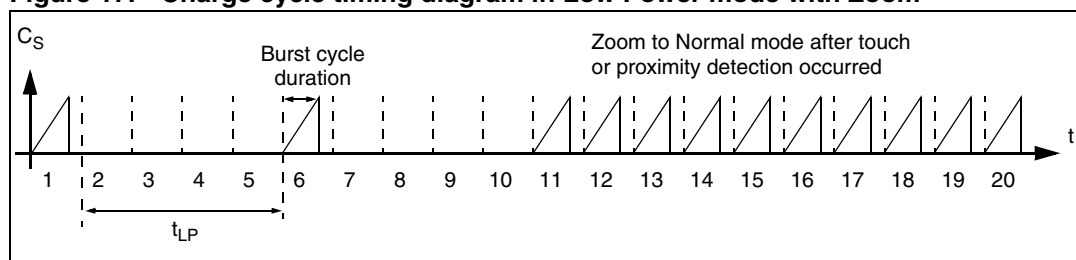 Figure 17. Charge cycle timing diagram in Low Power mode with Zoom
C_S
Burst cycle
duration
Zoom to Normal mode after touch
or proximity detection occurred
t
1 2 3 4 5 6 7 8 9 10 11 12 13 14 15 16 17 18 19 20
t_LP